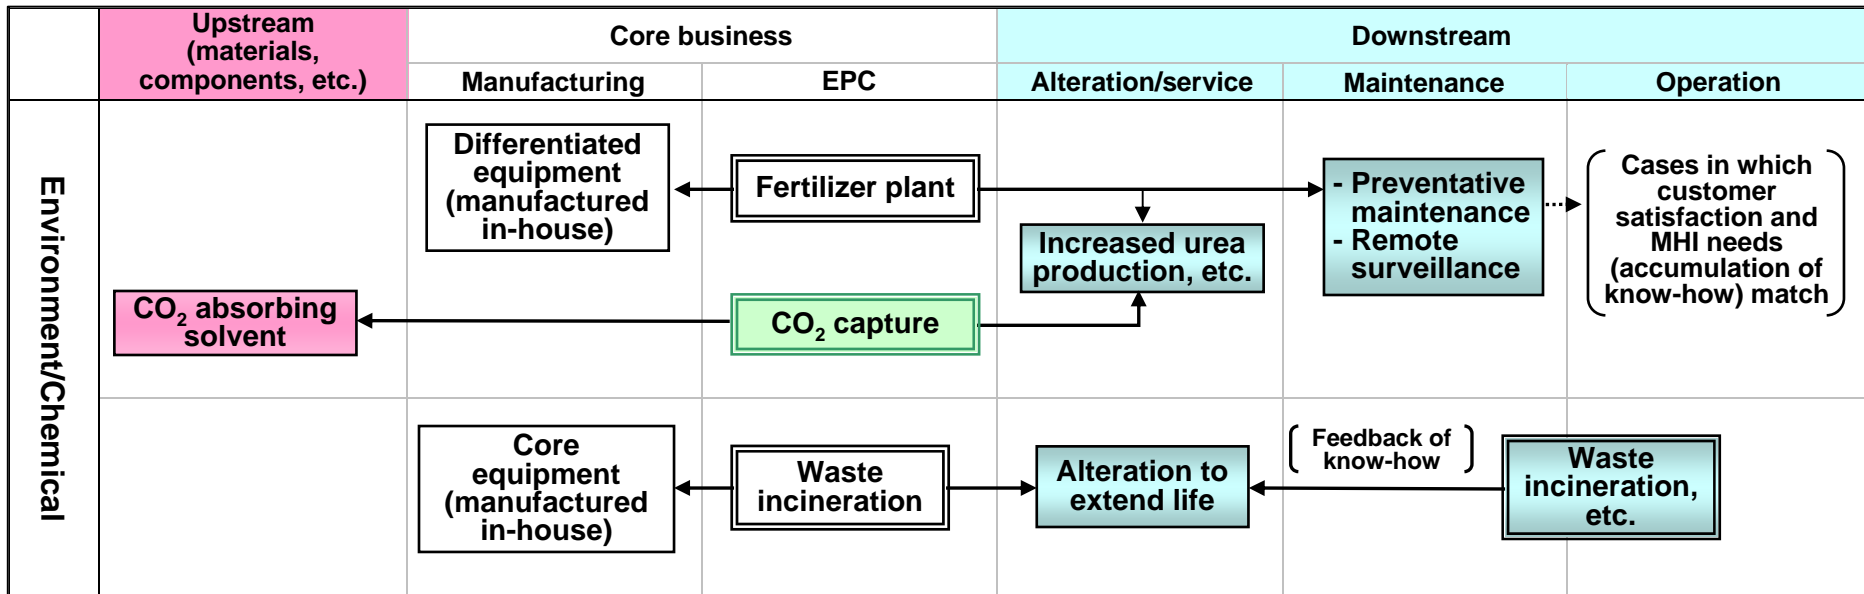 Upstream
(materials,
components, etc.)
Core business
Downstream
Manufacturing
EPC
Alteration/service
Maintenance
Operation
Environment/Chemical
Differentiated
equipment
(manufactured
in-house)
Fertilizer plant
- Preventative
maintenance
- Remote
surveillance
Cases in which
customer
satisfaction and
MHI needs
(accumulation of
know-how) match
Increased urea
production, etc.
CO2 absorbing
solvent
CO2 capture
Core
equipment
(manufactured
in-house)
Waste
incineration
Alteration to
extend life
Feedback of
know-how
Waste
incineration,
etc.